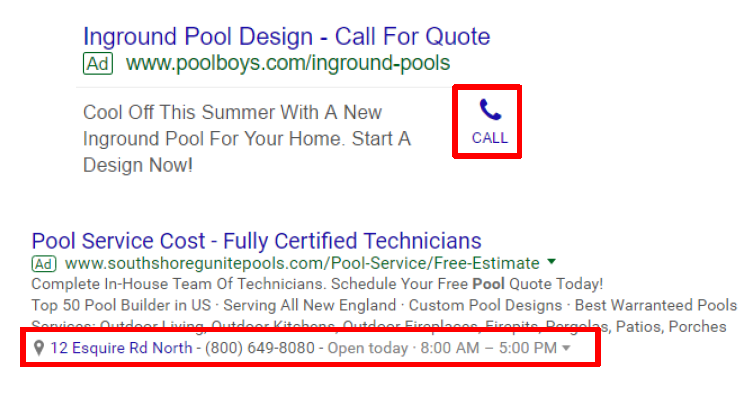 Inground Pool Design - Call For Quote
Ad www.poolboys.com/inground-pools
Cool Off This Summer With A New
Inground Pool For Your Home. Start A
Design Now!
CALL
Pool Service Cost - Fully Certified Technicians
Ad www.southshoregunitepools.com/Pool-Service/Free-Estimate
Complete In-House Team Of Technicians. Schedule Your Free Pool Quote Today!
Top 50 Pool Builder in US · Serving All New England · Custom Pool Designs · Best Warranteed Pools
Services: Outdoor Living, Outdoor Kitchens, Outdoor Fireplaces, Firepits, Pergolas, Patios, Porches
12 Esquire Rd North - (800) 649-8080 - Open today · 8:00 AM – 5:00 PM